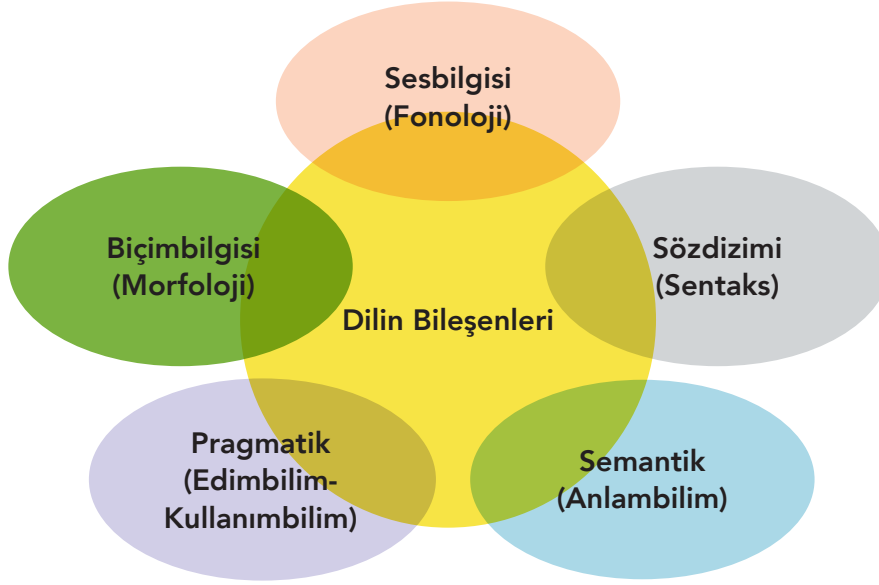 Sesbilgisi
(Fonoloji)
Biçimbilgisi
(Morfoloji)
Sözdizimi
(Sentaks)
Dilin Bileşenleri
Pragmatik
(Edimbilim-
Kullanımbilim)
Semantik
(Anlambilim)